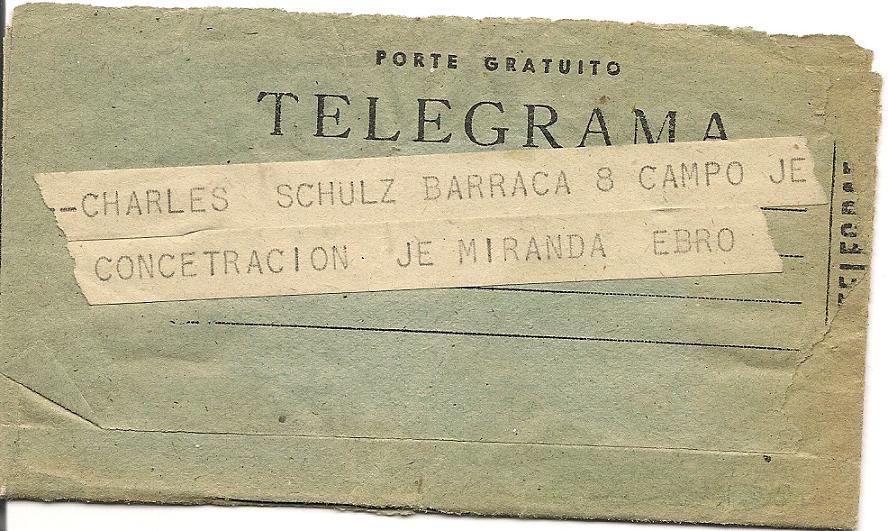 PORTE GRATUITO
TELEGRAMA
-CHARLES SCHULZ BARRACA 8 CAMPO JE
CONCETRACION JE MIRANDA EBRO